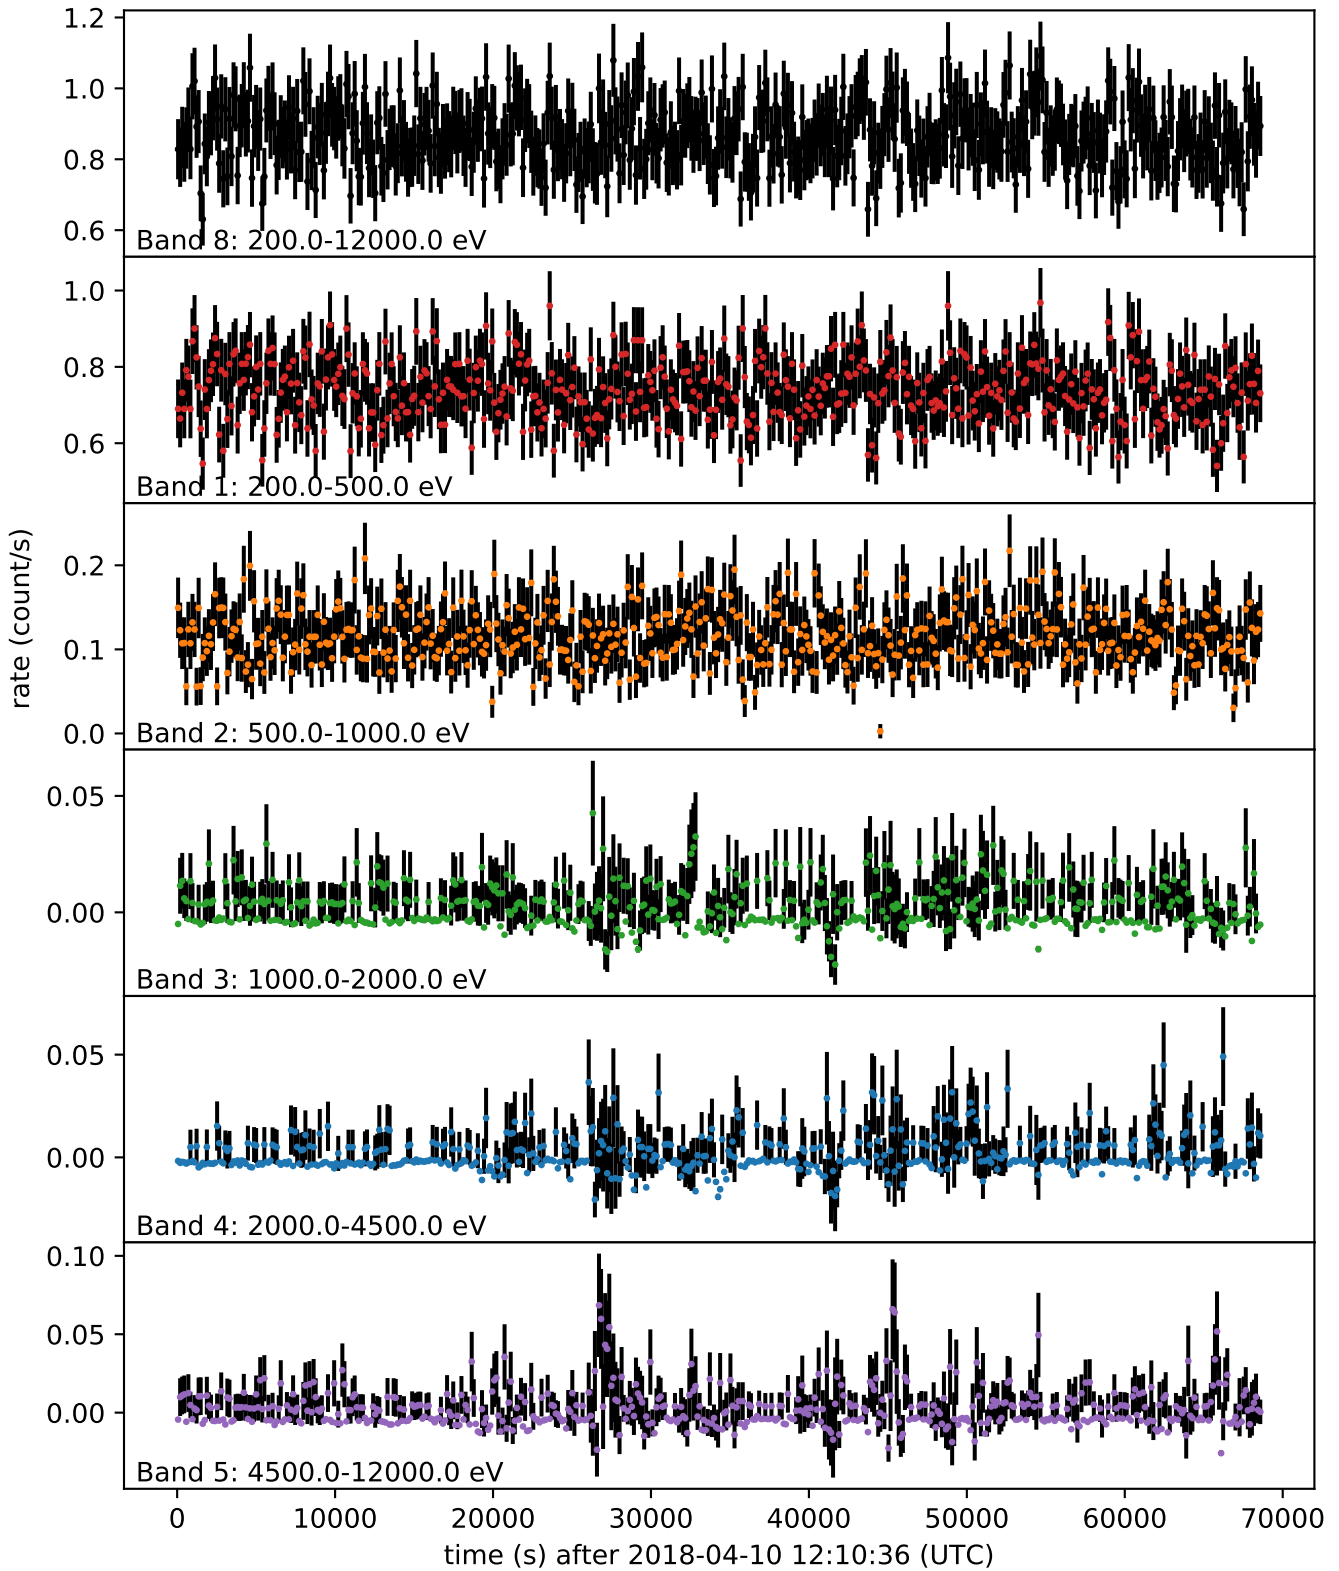 1.2
1.0
0.8
0.6
Band 8: 200.0-12000.0 eV
1.0
0.8
0.6
Band 1: 200.0-500.0 eV
rate (count/s)
0.2
0.1
0.0
Band 2: 500.0-1000.0 eV
0.05
0.00
Band 3: 1000.0-2000.0 eV
0.05
0.00
Band 4: 2000.0-4500.0 eV
0.10
0.05
0.00
Band 5: 4500.0-12000.0 eV
0 10000 20000 30000 40000 50000 60000 70000
time (s) after 2018-04-10 12:10:36 (UTC)